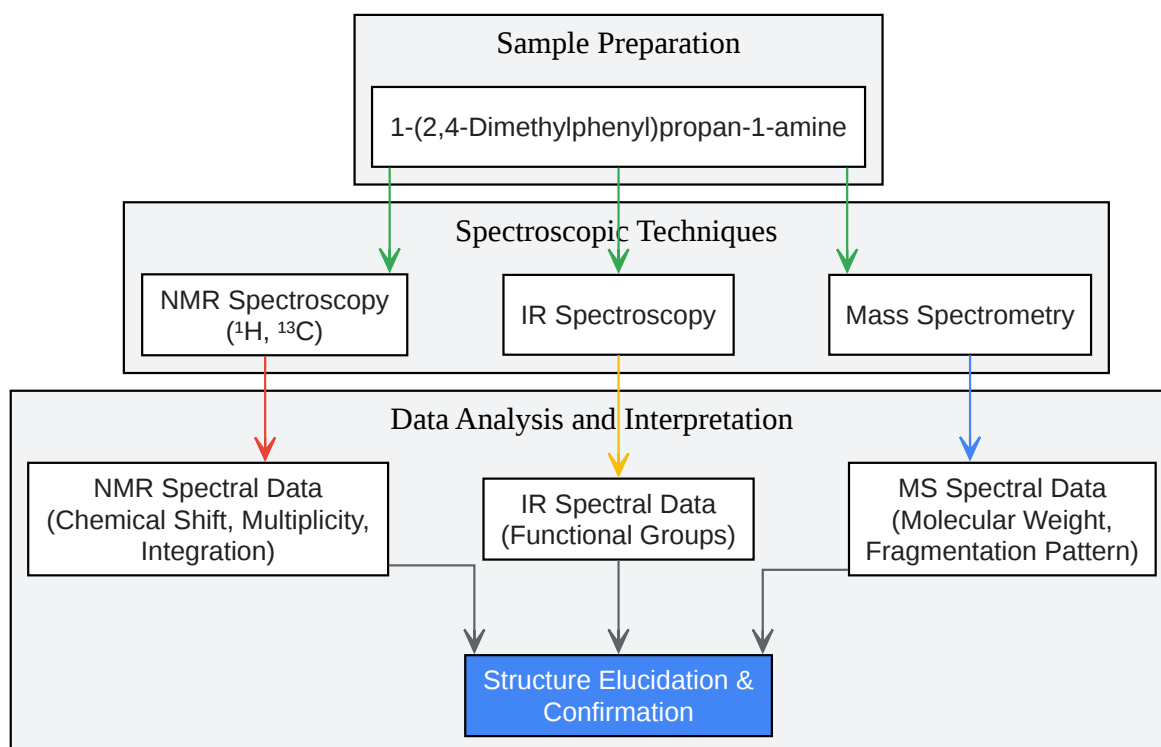 Sample Preparation
1-(2,4-Dimethylphenyl)propan-1-amine
Spectroscopic Techniques
NMR Spectroscopy
(¹H, ¹³C)
IR Spectroscopy
Mass Spectrometry
Data Analysis and Interpretation
NMR Spectral Data
(Chemical Shift, Multiplicity,
Integration)
IR Spectral Data
(Functional Groups)
MS Spectral Data
(Molecular Weight,
Fragmentation Pattern)
Structure Elucidation &
Confirmation